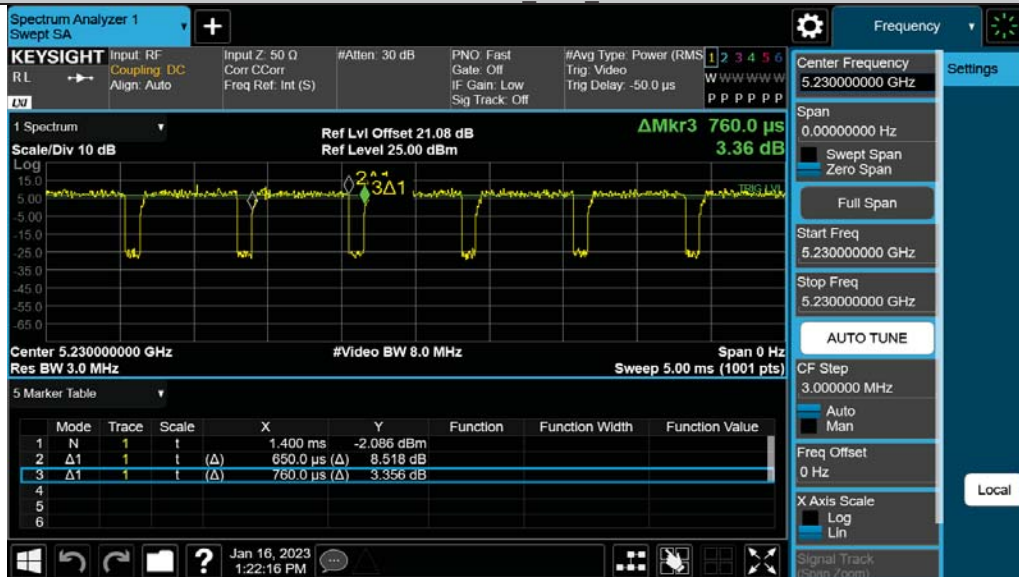 Spectrum Analyzer 1
Swept SA
+
Frequency
KEYSIGHT
RL
LXI
Input: RF
Coupling: DC
Align: Auto
Input Z: 50 Ω
Corr CCorr
Freq Ref: Int (S)
#Atten: 30 dB
PNO: Fast
Gate: Off
IF Gain: Low
Sig Track: Off
#Avg Type: Power (RMS
Trig: Video
Trig Delay: -50.0 µs
1 2 3 4 5 6
W W W W W W
P P P P P P
1 Spectrum
Scale/Div 10 dB
Ref Lvl Offset 21.08 dB
Ref Level 25.00 dBm
ΔMkr3 760.0 µs
3.36 dB
Log
15.0
5.00
-5.00
-15.0
-25.0
-35.0
-45.0
-55.0
-65.0
3Δ1
TRIG LVL
Center 5.230000000 GHz
#Video BW 8.0 MHz
Span 0 Hz
Res BW 3.0 MHz
Sweep 5.00 ms (1001 pts)
5 Marker Table
Mode Trace Scale X Y Function Function Width Function Value
1 N 1 t 1.400 ms -2.086 dBm
2 Δ1 1 t (Δ) 650.0 µs (Δ) 8.518 dB
3 Δ1 1 t (Δ) 760.0 µs (Δ) 3.356 dB
4
5
6
?
Jan 16, 2023
1:22:16 PM
Center Frequency
5.230000000 GHz
Span
0.00000000 Hz
Swept Span
Zero Span
Full Span
Start Freq
5.230000000 GHz
Stop Freq
5.230000000 GHz
AUTO TUNE
CF Step
3.000000 MHz
Auto
Man
Freq Offset
0 Hz
X Axis Scale
Log
Lin
Signal Track
(Span Zoom)
Settings
Local